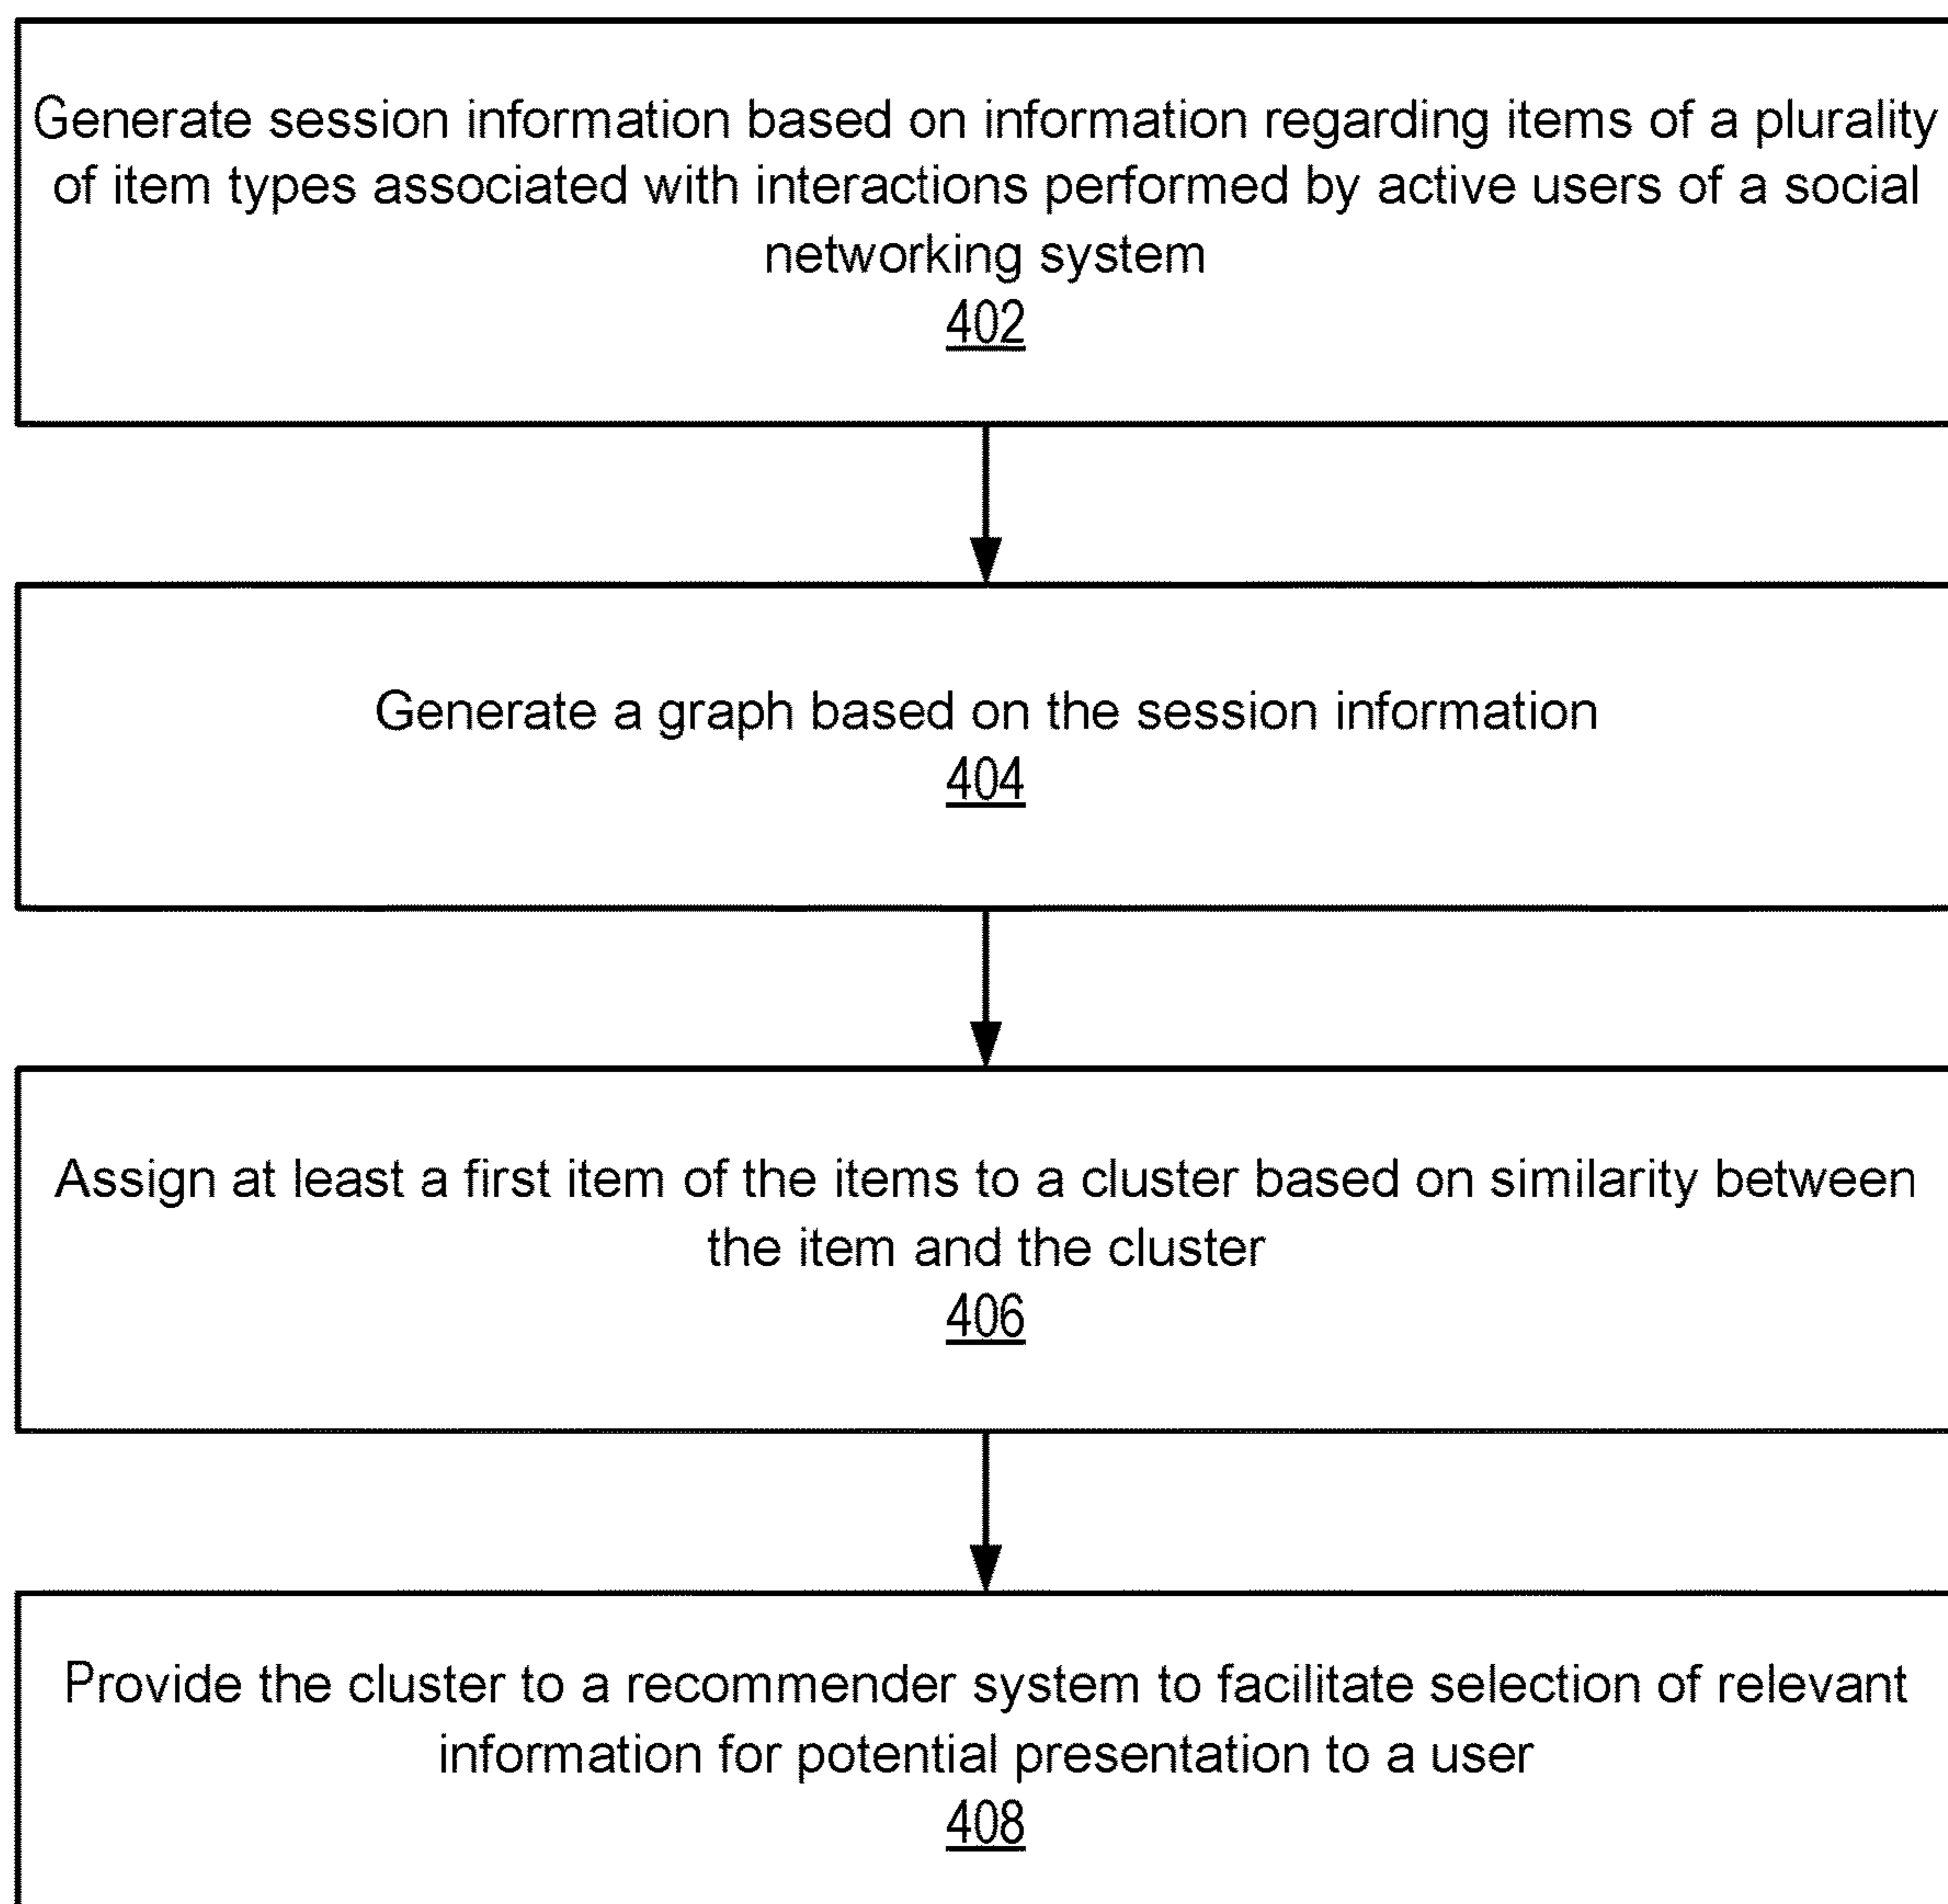 Generate session information based on information regarding items of a plurality
of item types associated with interactions performed by active users of a social
networking system
402
Generate a graph based on the session information
404
Assign at least a first item of the items to a cluster based on similarity between
the item and the cluster
406
Provide the cluster to a recommender system to facilitate selection of relevant
information for potential presentation to a user
408